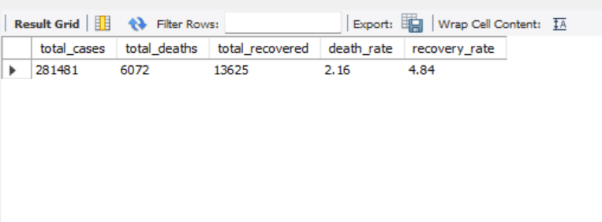 Result Grid Filter Rows: Export: Wrap Cell Content: IA
total_cases total_deaths total_recovered death_rate recovery_rate
281481 6072 13625 2.16 4.84